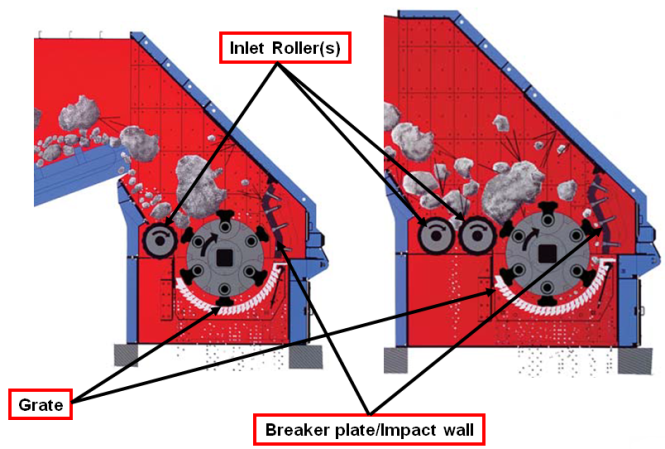 Inlet Roller(s)
Grate
Breaker plate/Impact wall